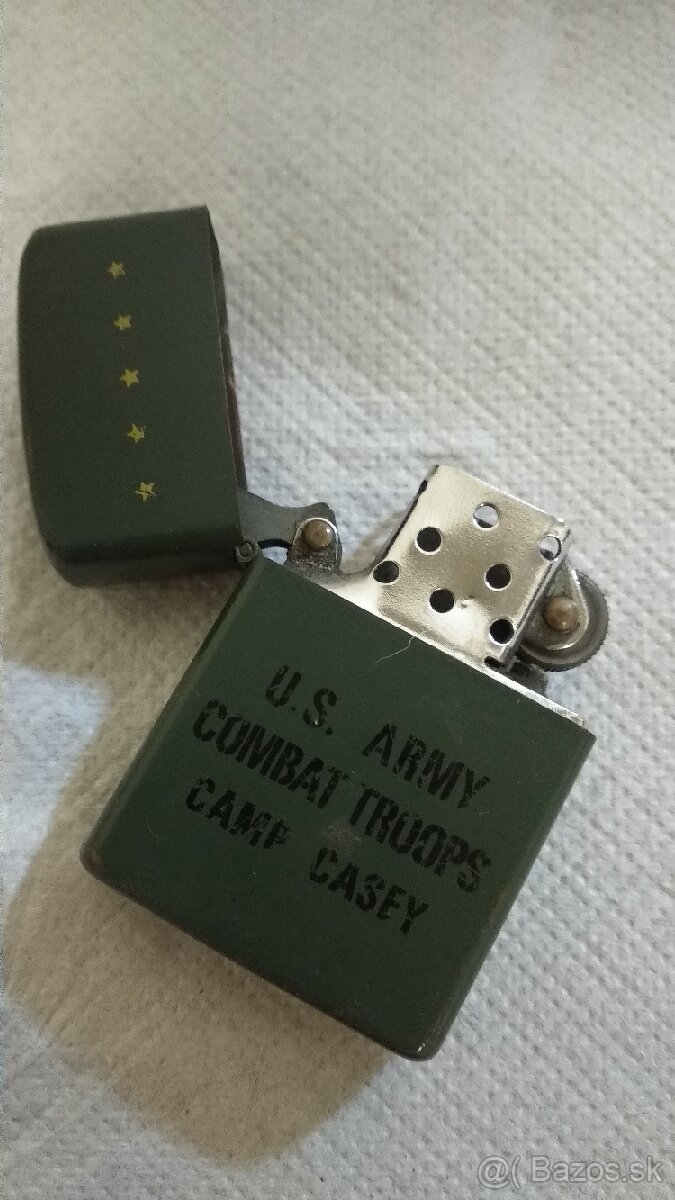 U.S. ARMY
COMBAT TROOPS
CAMP CASEY
@( Bazos.sk